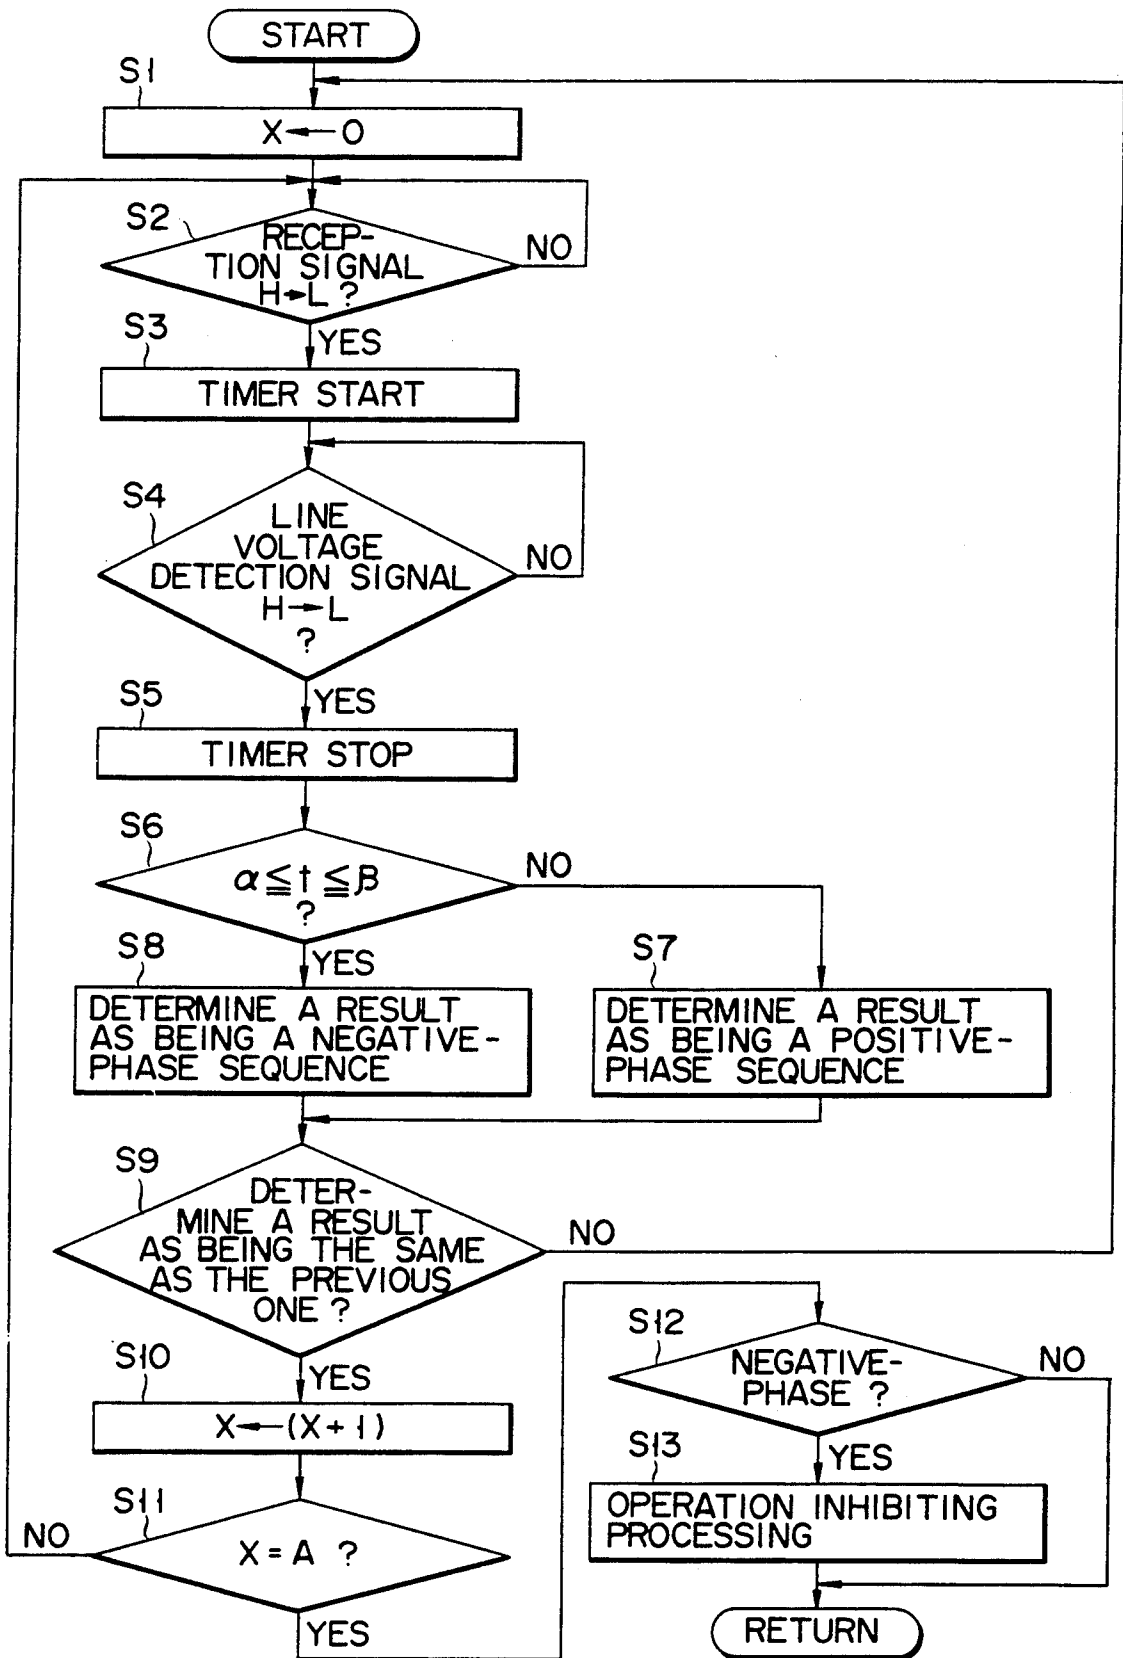 START
S1
X←0
S2
RECEP-
TION SIGNAL
H→L ?
NO
S3
YES
TIMER START
S4
LINE
VOLTAGE
DETECTION SIGNAL
H→L
?
NO
S5
YES
TIMER STOP
S6
α≦t≦β
?
NO
S8
YES
DETERMINE A RESULT
AS BEING A NEGATIVE-
PHASE SEQUENCE
S7
DETERMINE A RESULT
AS BEING A POSITIVE-
PHASE SEQUENCE
S9
DETER-
MINE A RESULT
AS BEING THE SAME
AS THE PREVIOUS
ONE ?
NO
S10
YES
X←(X+1)
S11
X=A ?
NO
YES
S12
NEGATIVE-
PHASE ?
NO
S13
YES
OPERATION INHIBITING
PROCESSING
RETURN